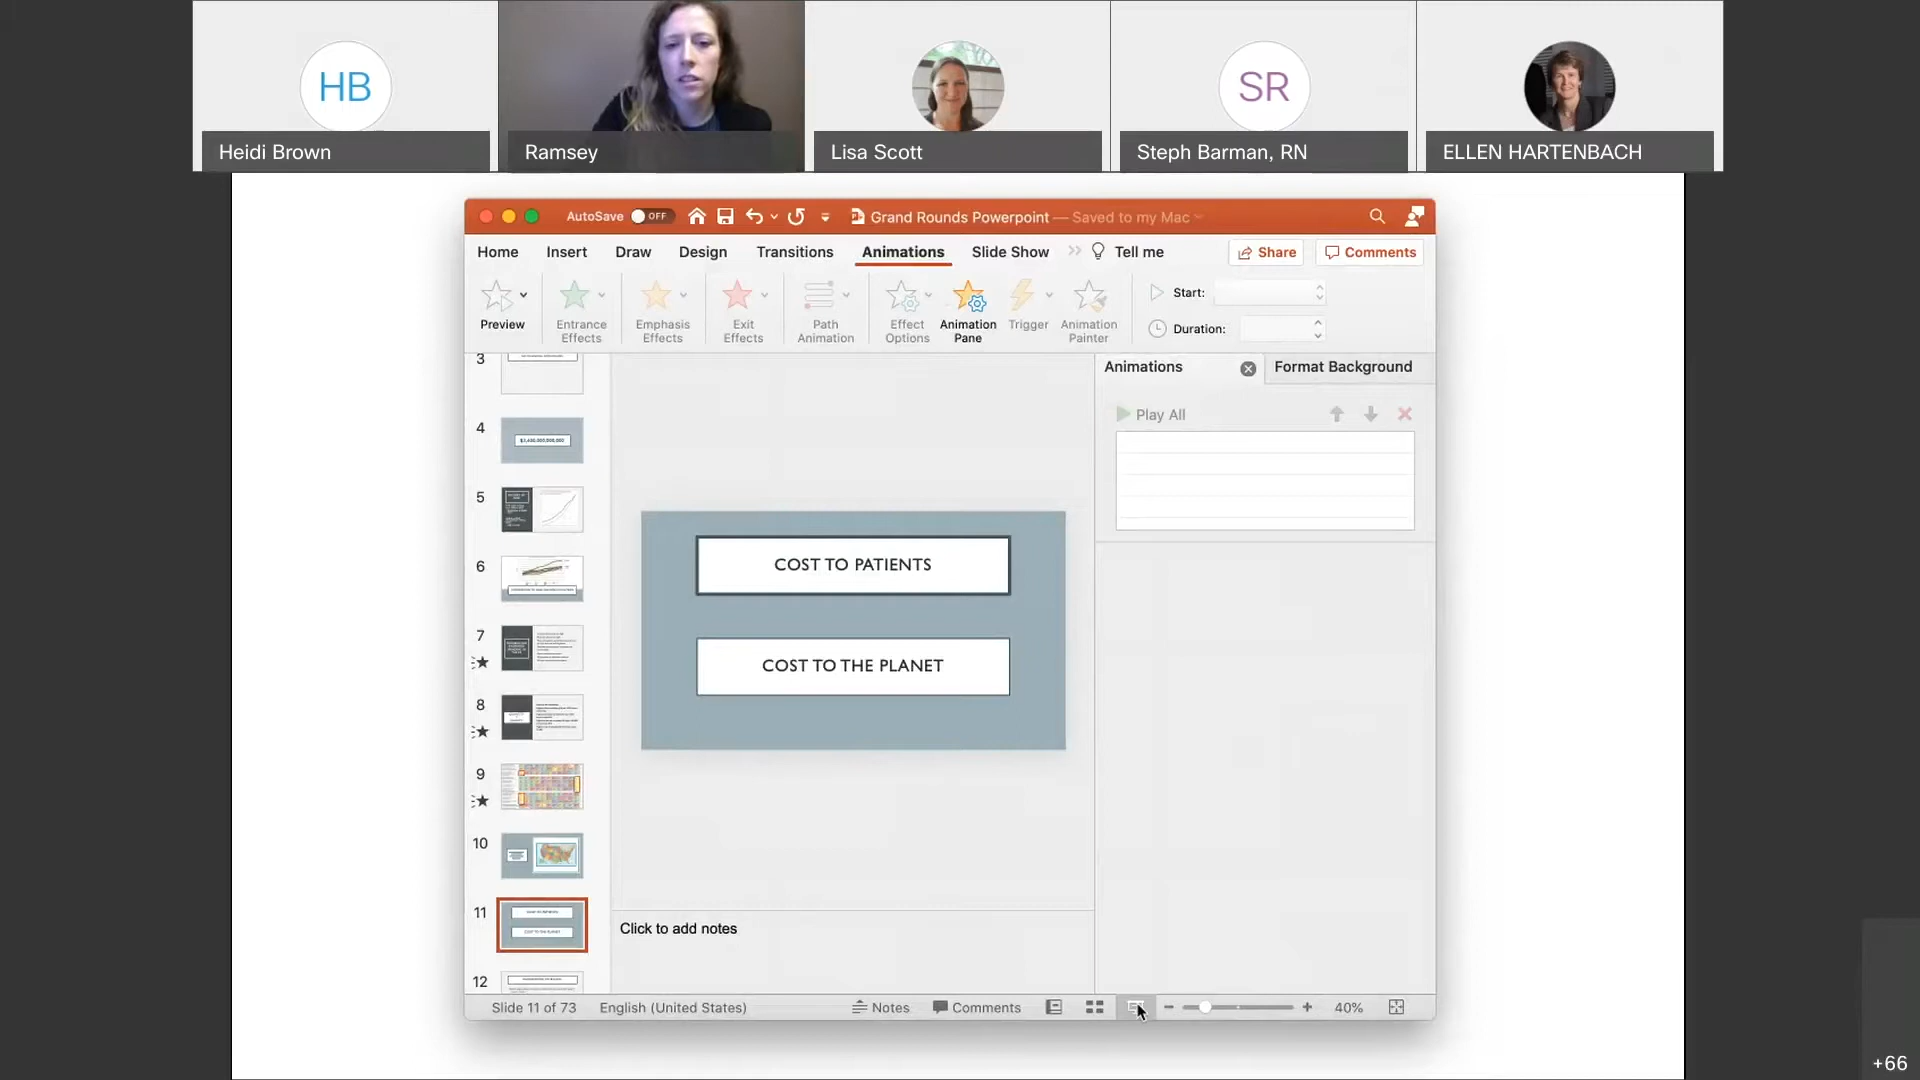 HB
SR
Heidi Brown
Ramsey
Lisa Scott
Steph Barman, RN
ELLEN HARTENBACH
AutoSave OFF
Grand Rounds Powerpoint — Saved to my Mac
Home Insert Draw Design Transitions Animations Slide Show Tell me Share Comments
Preview
Entrance Effects
Emphasis Effects
Exit Effects
Path Animation
Effect Options
Animation Pane
Trigger
Animation Painter
Start:
Duration:
Animations
Format Background
Play All
3
4
5
6
7
8
9
10
11
12
COST TO PATIENTS
COST TO THE PLANET
Click to add notes
Slide 11 of 73 English (United States) Notes Comments 40%
+66